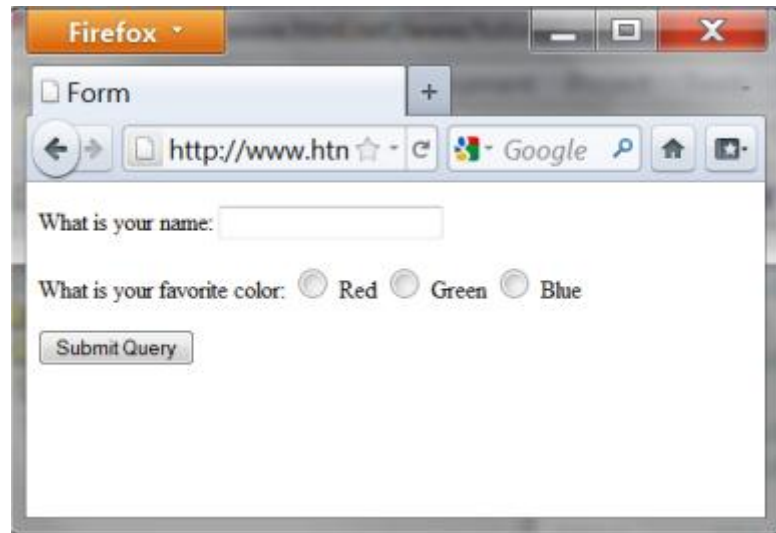 Firefox
Form
http://www.htn
Google
What is your name:
What is your favorite color: Red Green Blue
Submit Query